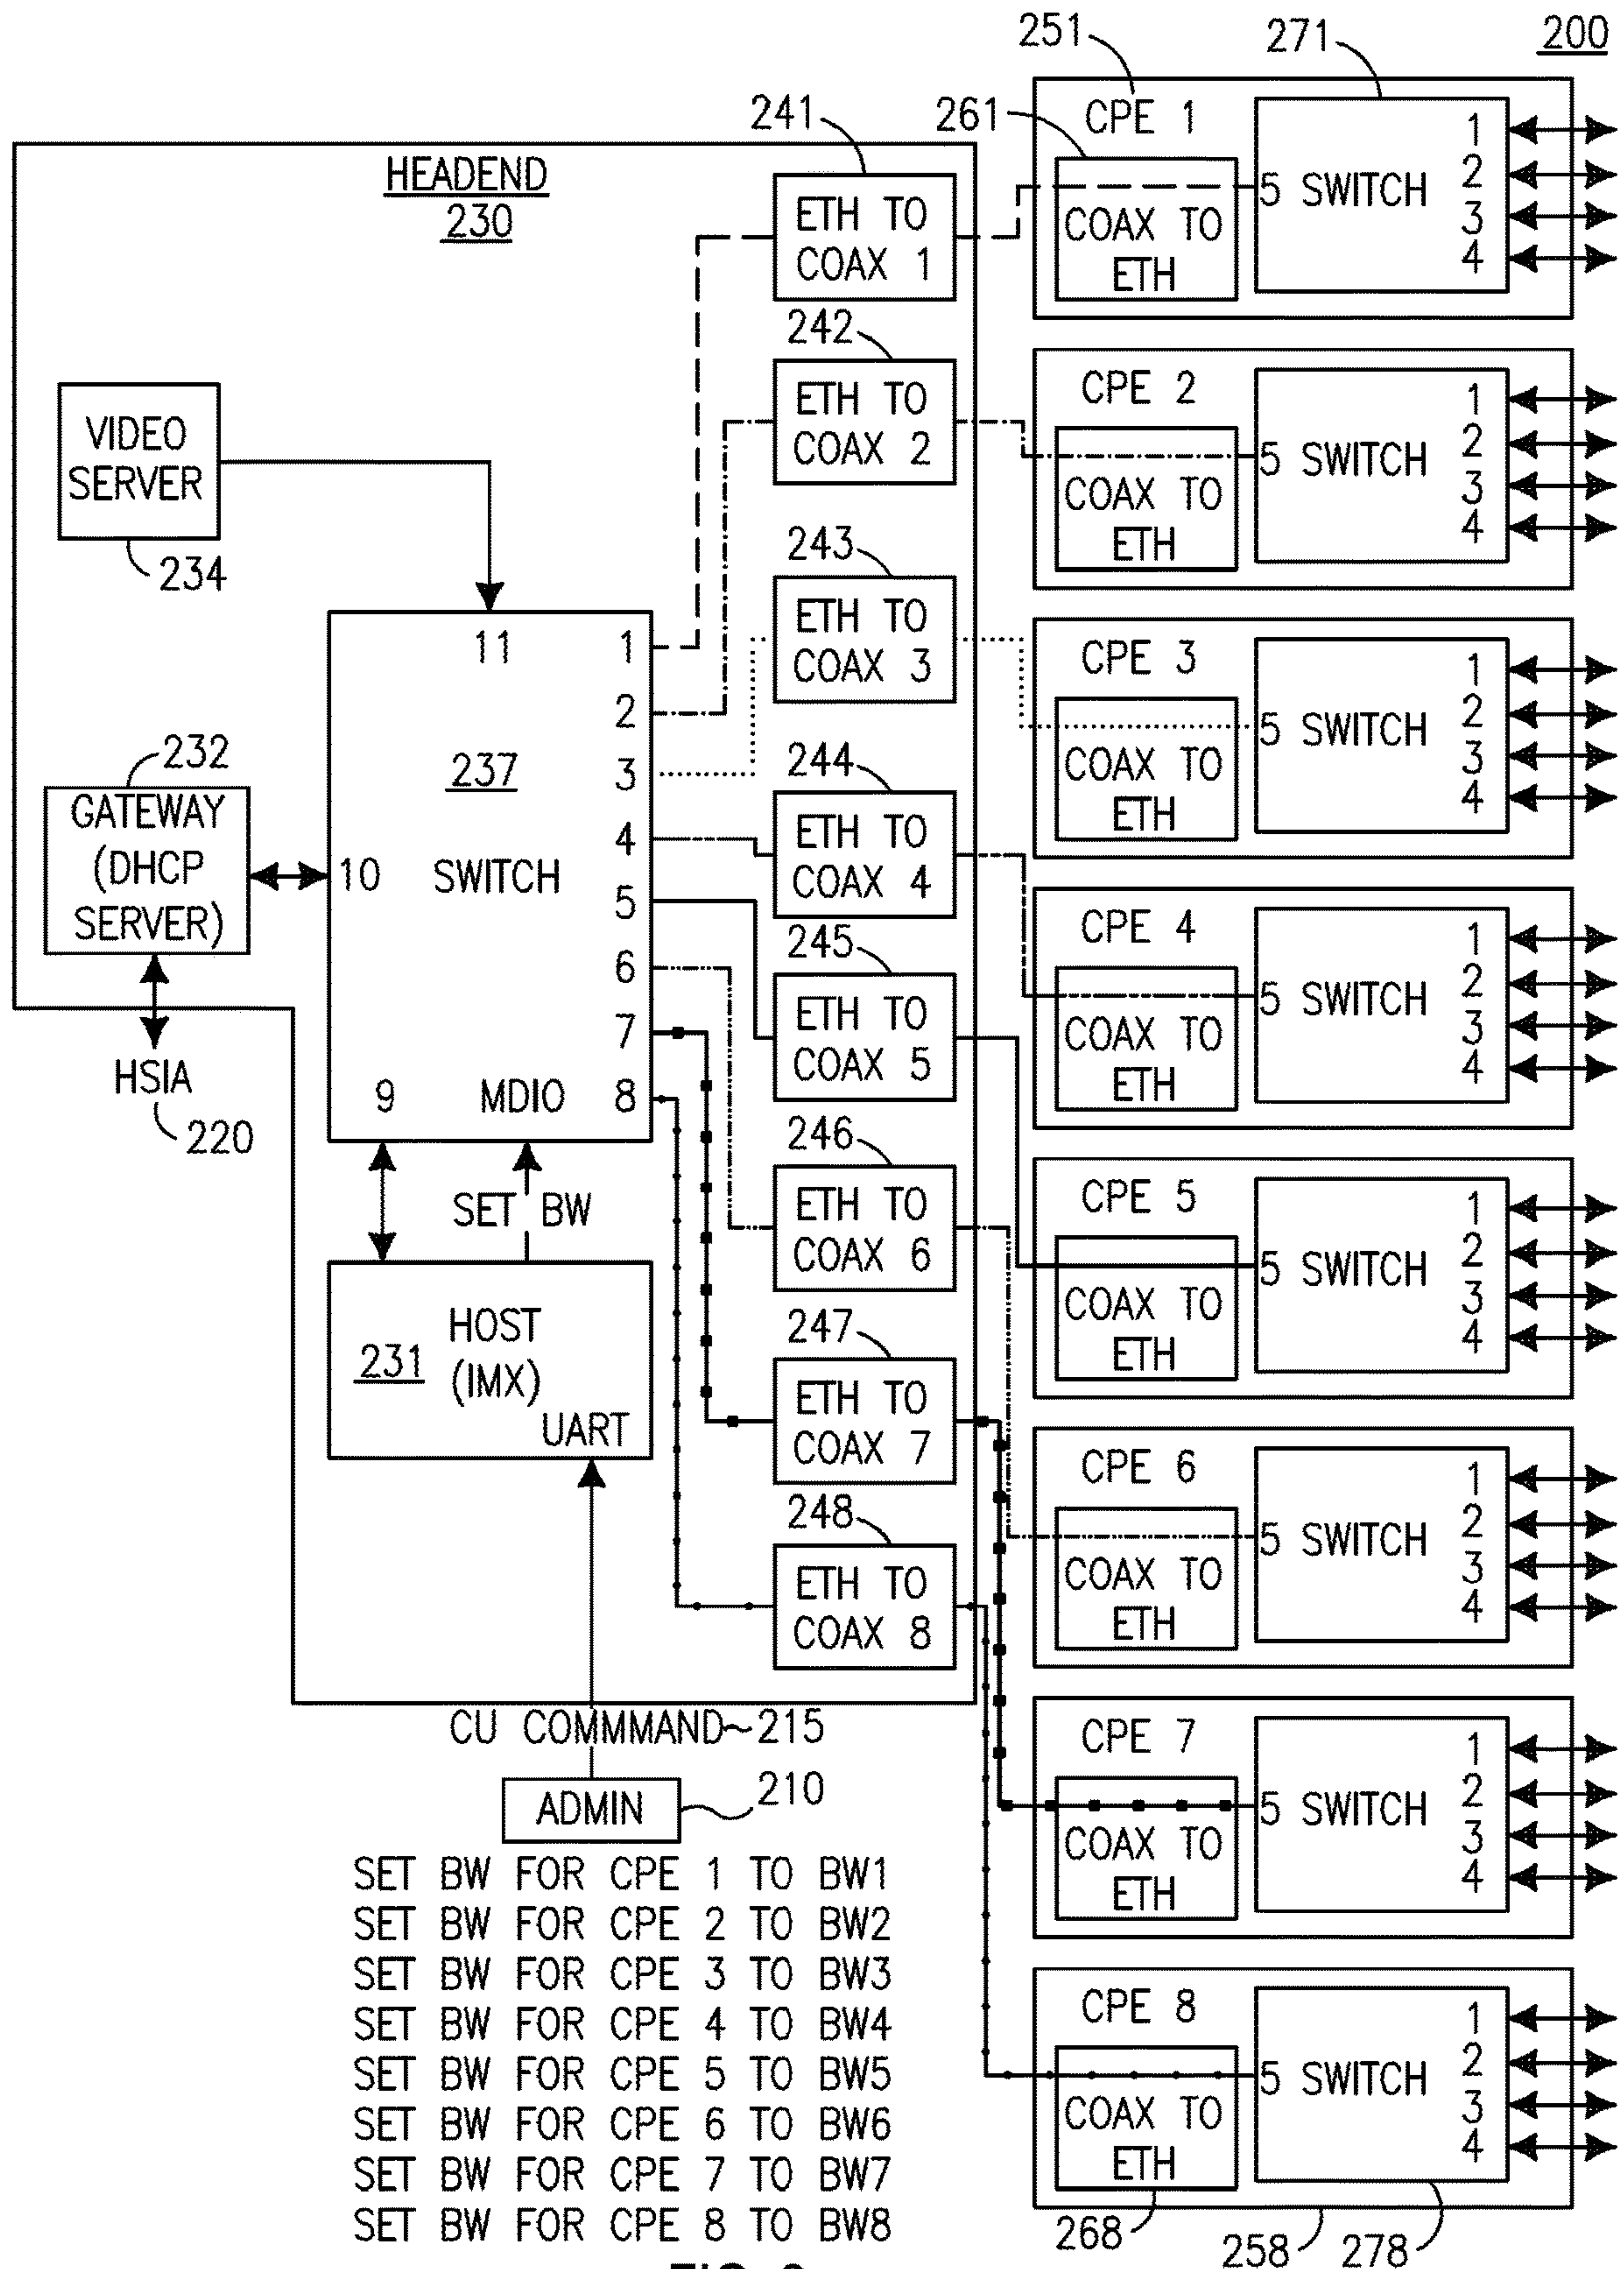 200
251
271
241
261
CPE 1
HEADEND
230
ETH TO
COAX 1
COAX TO
ETH
5 SWITCH
1
2
3
4
242
ETH TO
COAX 2
CPE 2
COAX TO
ETH
5 SWITCH
1
2
3
4
VIDEO
SERVER
234
243
ETH TO
COAX 3
CPE 3
COAX TO
ETH
5 SWITCH
1
2
3
4
11
1
2
3
4
5
6
7
8
237
SWITCH
10
9
MDIO
232
GATEWAY
(DHCP
SERVER)
HSIA
220
244
ETH TO
COAX 4
CPE 4
COAX TO
ETH
5 SWITCH
1
2
3
4
245
ETH TO
COAX 5
CPE 5
COAX TO
ETH
5 SWITCH
1
2
3
4
SET BW
HOST
(IMX)
231
UART
246
ETH TO
COAX 6
CPE 6
COAX TO
ETH
5 SWITCH
1
2
3
4
247
ETH TO
COAX 7
CPE 7
COAX TO
ETH
5 SWITCH
1
2
3
4
248
ETH TO
COAX 8
CPE 8
COAX TO
ETH
5 SWITCH
1
2
3
4
268
258
278
CU COMMMAND~215
ADMIN
210
SET BW FOR CPE 1 TO BW1
SET BW FOR CPE 2 TO BW2
SET BW FOR CPE 3 TO BW3
SET BW FOR CPE 4 TO BW4
SET BW FOR CPE 5 TO BW5
SET BW FOR CPE 6 TO BW6
SET BW FOR CPE 7 TO BW7
SET BW FOR CPE 8 TO BW8